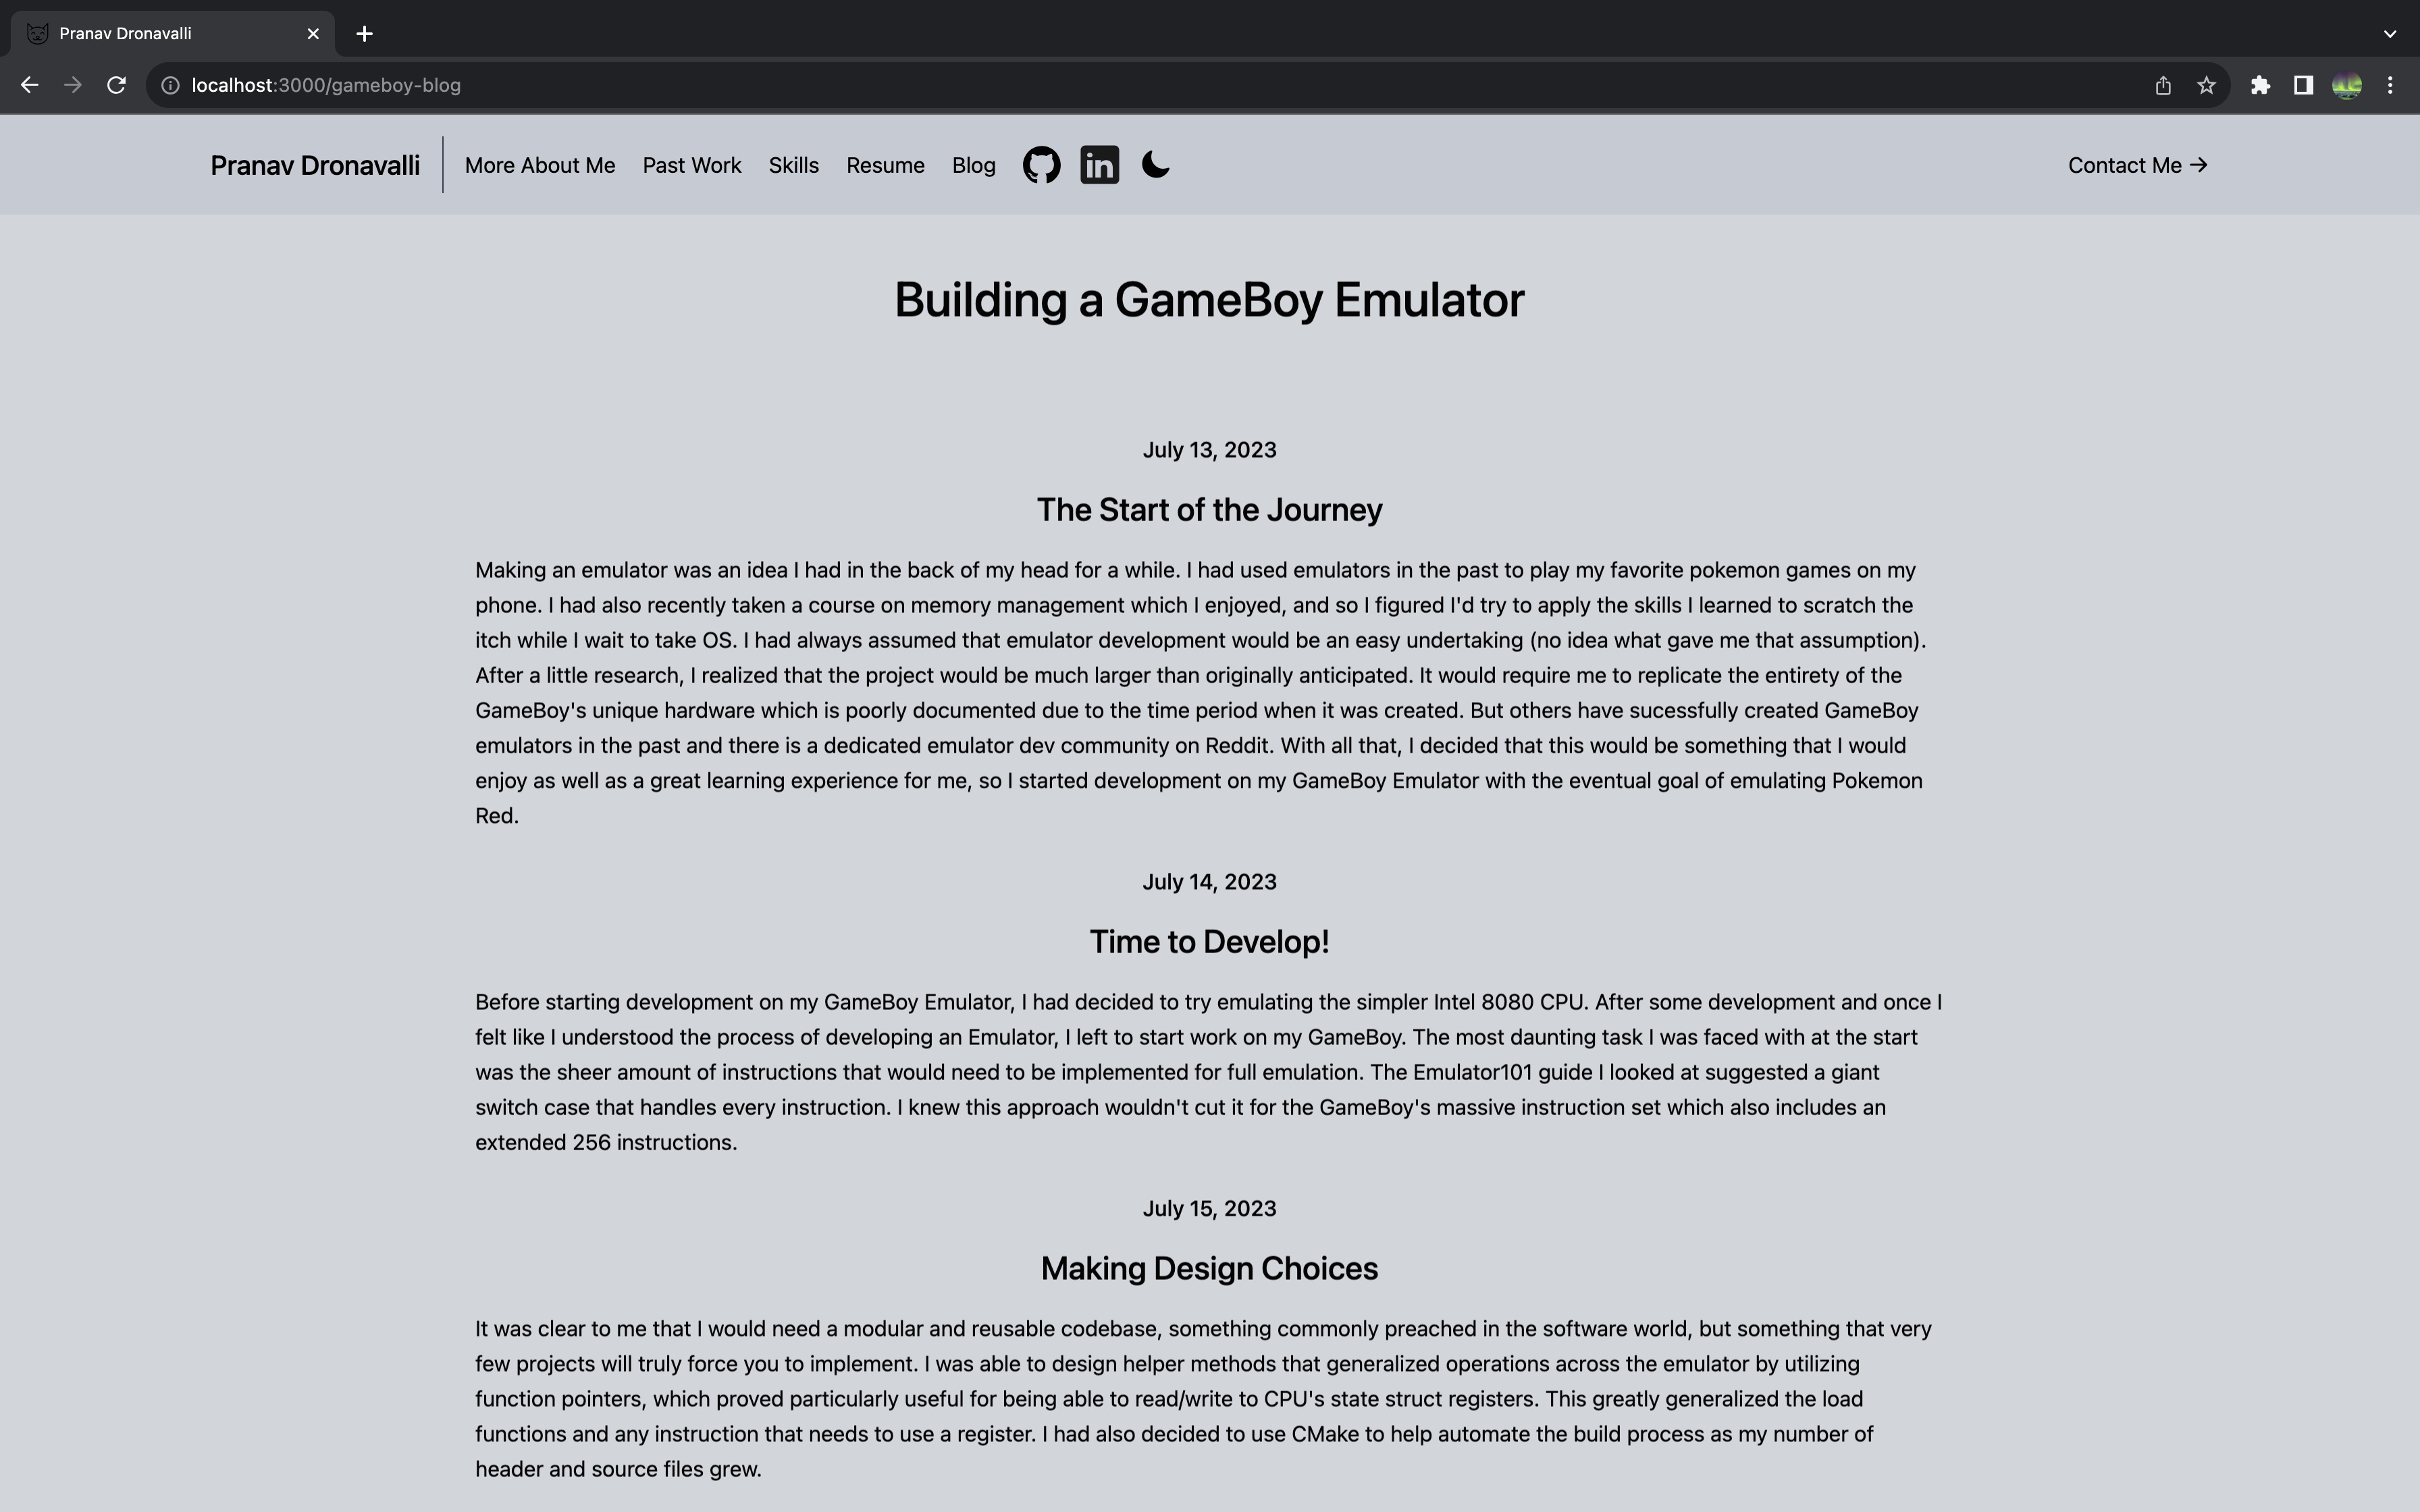 Pranav Dronavalli
localhost:3000/gameboy-blog
Pranav Dronavalli
More About Me
Past Work
Skills
Resume
Blog
in
Contact Me →
Building a GameBoy Emulator
July 13, 2023
The Start of the Journey
Making an emulator was an idea I had in the back of my head for a while. I had used emulators in the past to play my favorite pokemon games on my
phone. I had also recently taken a course on memory management which I enjoyed, and so I figured I'd try to apply the skills I learned to scratch the
itch while I wait to take OS. I had always assumed that emulator development would be an easy undertaking (no idea what gave me that assumption).
After a little research, I realized that the project would be much larger than originally anticipated. It would require me to replicate the entirety of the
GameBoy's unique hardware which is poorly documented due to the time period when it was created. But others have sucessfully created GameBoy
emulators in the past and there is a dedicated emulator dev community on Reddit. With all that, I decided that this would be something that I would
enjoy as well as a great learning experience for me, so I started development on my GameBoy Emulator with the eventual goal of emulating Pokemon
Red.
July 14, 2023
Time to Develop!
Before starting development on my GameBoy Emulator, I had decided to try emulating the simpler Intel 8080 CPU. After some development and once I
felt like I understood the process of developing an Emulator, I left to start work on my GameBoy. The most daunting task I was faced with at the start
was the sheer amount of instructions that would need to be implemented for full emulation. The Emulator101 guide I looked at suggested a giant
switch case that handles every instruction. I knew this approach wouldn't cut it for the GameBoy's massive instruction set which also includes an
extended 256 instructions.
July 15, 2023
Making Design Choices
It was clear to me that I would need a modular and reusable codebase, something commonly preached in the software world, but something that very
few projects will truly force you to implement. I was able to design helper methods that generalized operations across the emulator by utilizing
function pointers, which proved particularly useful for being able to read/write to CPU's state struct registers. This greatly generalized the load
functions and any instruction that needs to use a register. I had also decided to use CMake to help automate the build process as my number of
header and source files grew.